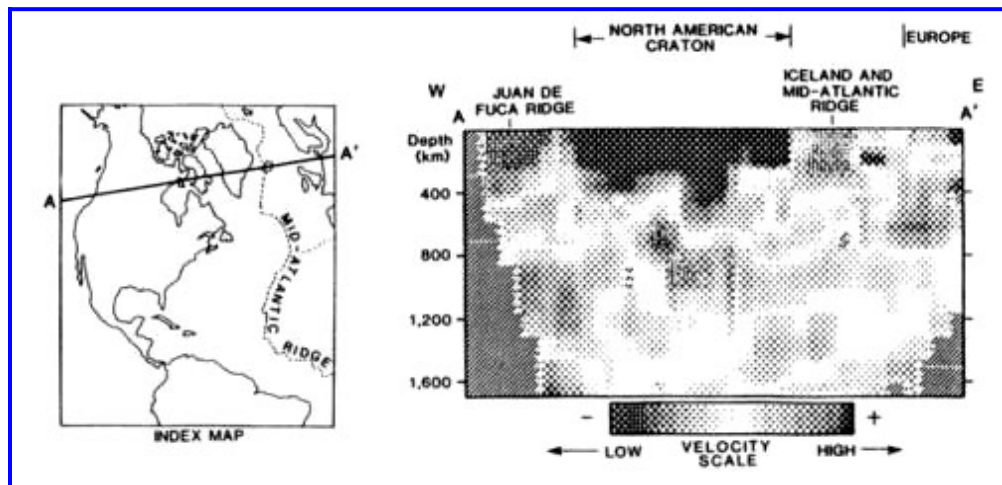 A
A'
MID-ATLANTIC RIDGE
INDEX MAP
NORTH AMERICAN
CRATON
EUROPE
W
JUAN DE
FUCA RIDGE
ICELAND AND
MID-ATLANTIC
RIDGE
E
A
A'
Depth
(km)
400
800
1,200
1,600
− +
LOW VELOCITY SCALE HIGH